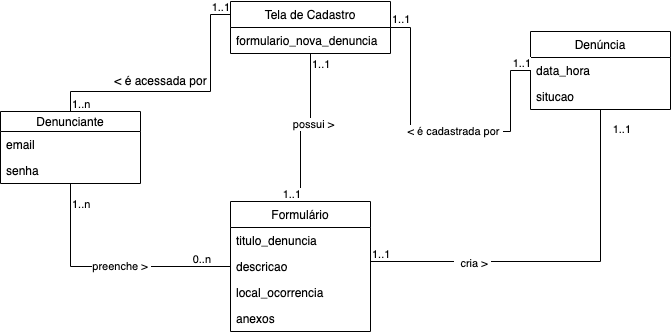 Tela de Cadastro
1..1
1..1
formulario_nova_denuncia
Denúncia
1..1
1..1
data_hora
situcao
< é acessada por
1..n
Denunciante
email
senha
possui >
< é cadastrada por
1..1
1..n
1..1
Formulário
titulo_denuncia
descricao
local_ocorrencia
anexos
preenche >
0..n
1..1
cria >